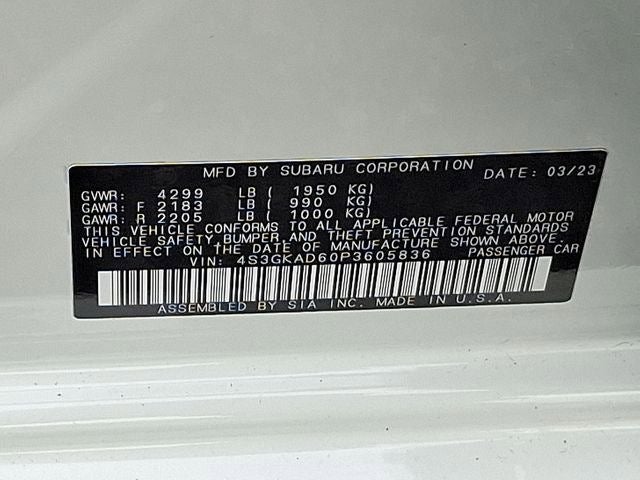 MFD BY SUBARU CORPORATION DATE: 03/23
GVWR: 4299 LB ( 1950 KG)
GAWR: F 2183 LB ( 990 KG)
GAWR: R 2205 LB ( 1000 KG)
THIS VEHICLE CONFORMS TO ALL APPLICABLE FEDERAL MOTOR
VEHICLE SAFETY, BUMPER AND THEFT PREVENTION STANDARDS
IN EFFECT ON THE DATE OF MANUFACTURE SHOWN ABOVE.
VIN: 4S3GKAD60P3605836 PASSENGER CAR
ASSEMBLED BY SIA INC. MADE IN U.S.A.